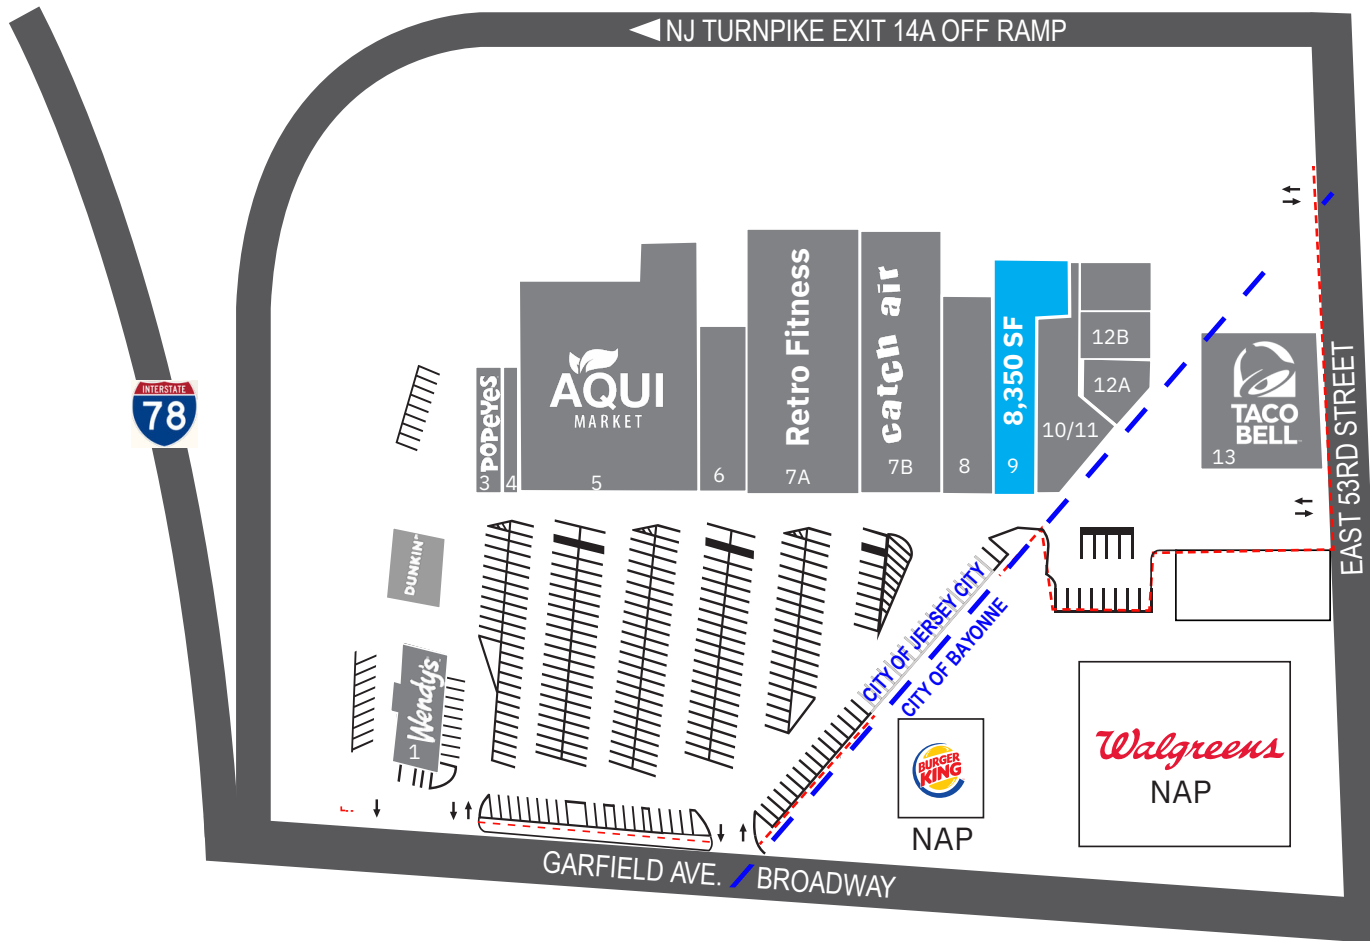 NJ TURNPIKE EXIT 14A OFF RAMP
INTERSTATE
78
POPEYES
3
4
AQUI
MARKET
5
6
Retro Fitness
7A
catch air
7B
8
8,350 SF
9
10/11
12B
12A
TACO
BELL
13
EAST 53RD STREET
DUNKIN'
Wendy's
1
CITY OF JERSEY CITY
CITY OF BAYONNE
BURGER
KING
NAP
Walgreens
NAP
GARFIELD AVE.
BROADWAY